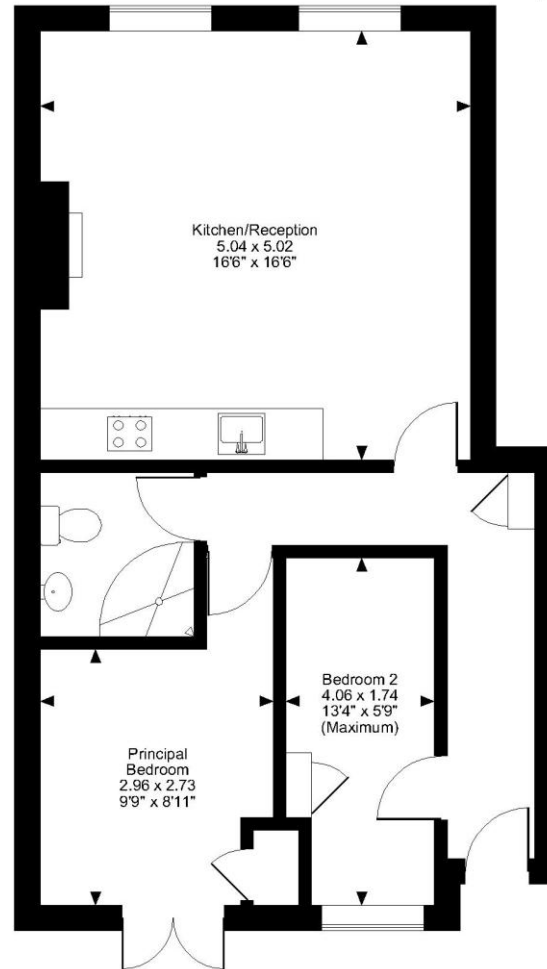 Kitchen/Reception
5.04 x 5.02
16'6" x 16'6"
Bedroom 2
4.06 x 1.74
13'4" x 5'9"
(Maximum)
Principal
Bedroom
2.96 x 2.73
9'9" x 8'11"